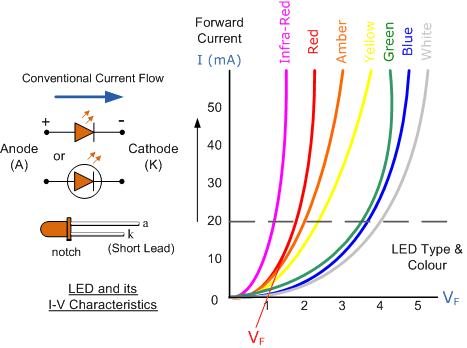 Conventional Current Flow
+ -
Anode
(A)
or
Cathode
(K)
a
k
notch
(Short Lead)
LED and its
I-V Characteristics
Forward
Current
I (mA)
Infra-Red
Red
Amber
Yellow
Green
Blue
White
50
40
30
20
10
0
LED Type &
Colour
1 2 3 4 5 VF
VF